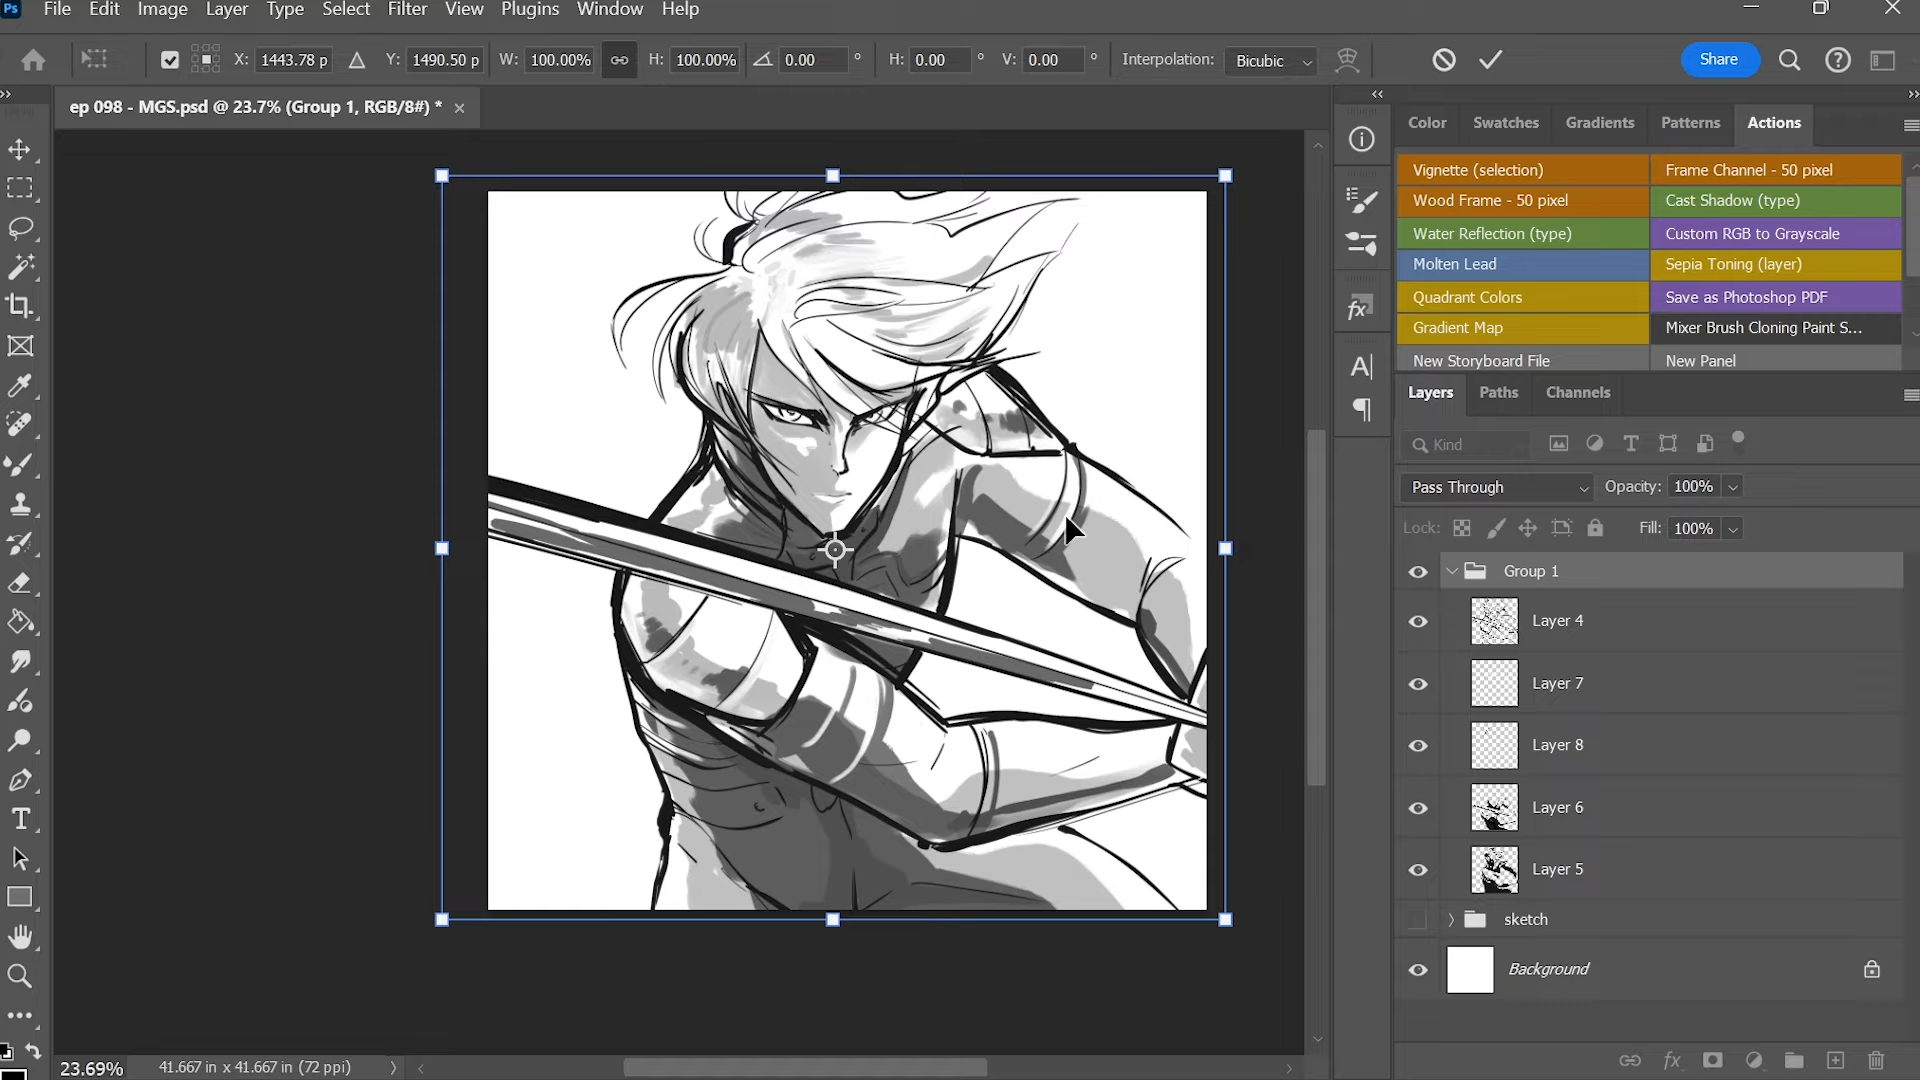 Ps File Edit Image Layer Type Select Filter View Plugins Window Help
X: 1443.78 p Y: 1490.50 p W: 100.00% H: 100.00% 0.00 ° H: 0.00 ° V: 0.00 ° Interpolation: Bicubic Share
ep 098 - MGS.psd @ 23.7% (Group 1, RGB/8#) *
Color Swatches Gradients Patterns Actions
Vignette (selection) Frame Channel - 50 pixel
Wood Frame - 50 pixel Cast Shadow (type)
Water Reflection (type) Custom RGB to Grayscale
Molten Lead Sepia Toning (layer)
Quadrant Colors Save as Photoshop PDF
Gradient Map Mixer Brush Cloning Paint S...
New Storyboard File New Panel
Layers Paths Channels
Kind
Pass Through Opacity: 100%
Lock: Fill: 100%
Group 1
Layer 4
Layer 7
Layer 8
Layer 6
Layer 5
sketch
Background
23.69% 41.667 in x 41.667 in (72 ppi)